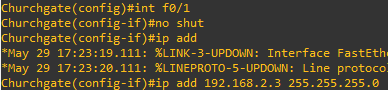 Churchgate(config)#int f0/1
Churchgate(config-if)#no shut
Churchgate(config-if)#ip add
*May 29 17:23:19.111: %LINK-3-UPDOWN: Interface FastEthe
*May 29 17:23:20.111: %LINEPROTO-5-UPDOWN: Line protocol
Churchgate(config-if)#ip add 192.168.2.3 255.255.255.0